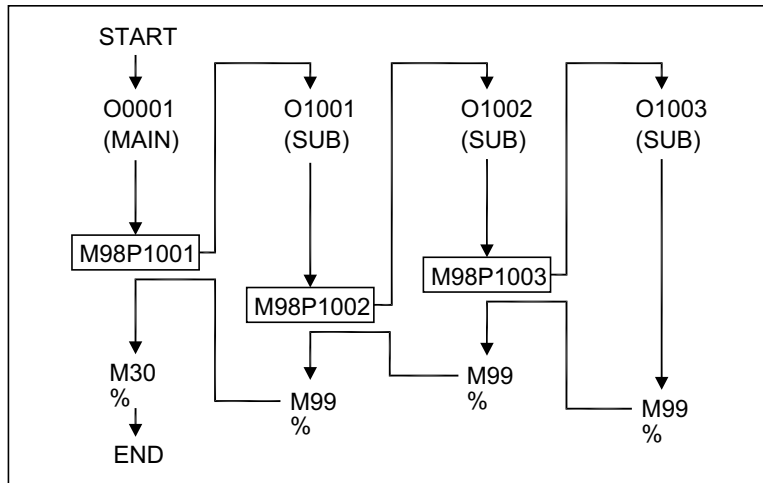 START
O0001
(MAIN)
M98P1001
M30
%
END
O1001
(SUB)
M98P1002
M99
%
O1002
(SUB)
M98P1003
M99
%
O1003
(SUB)
M99
%